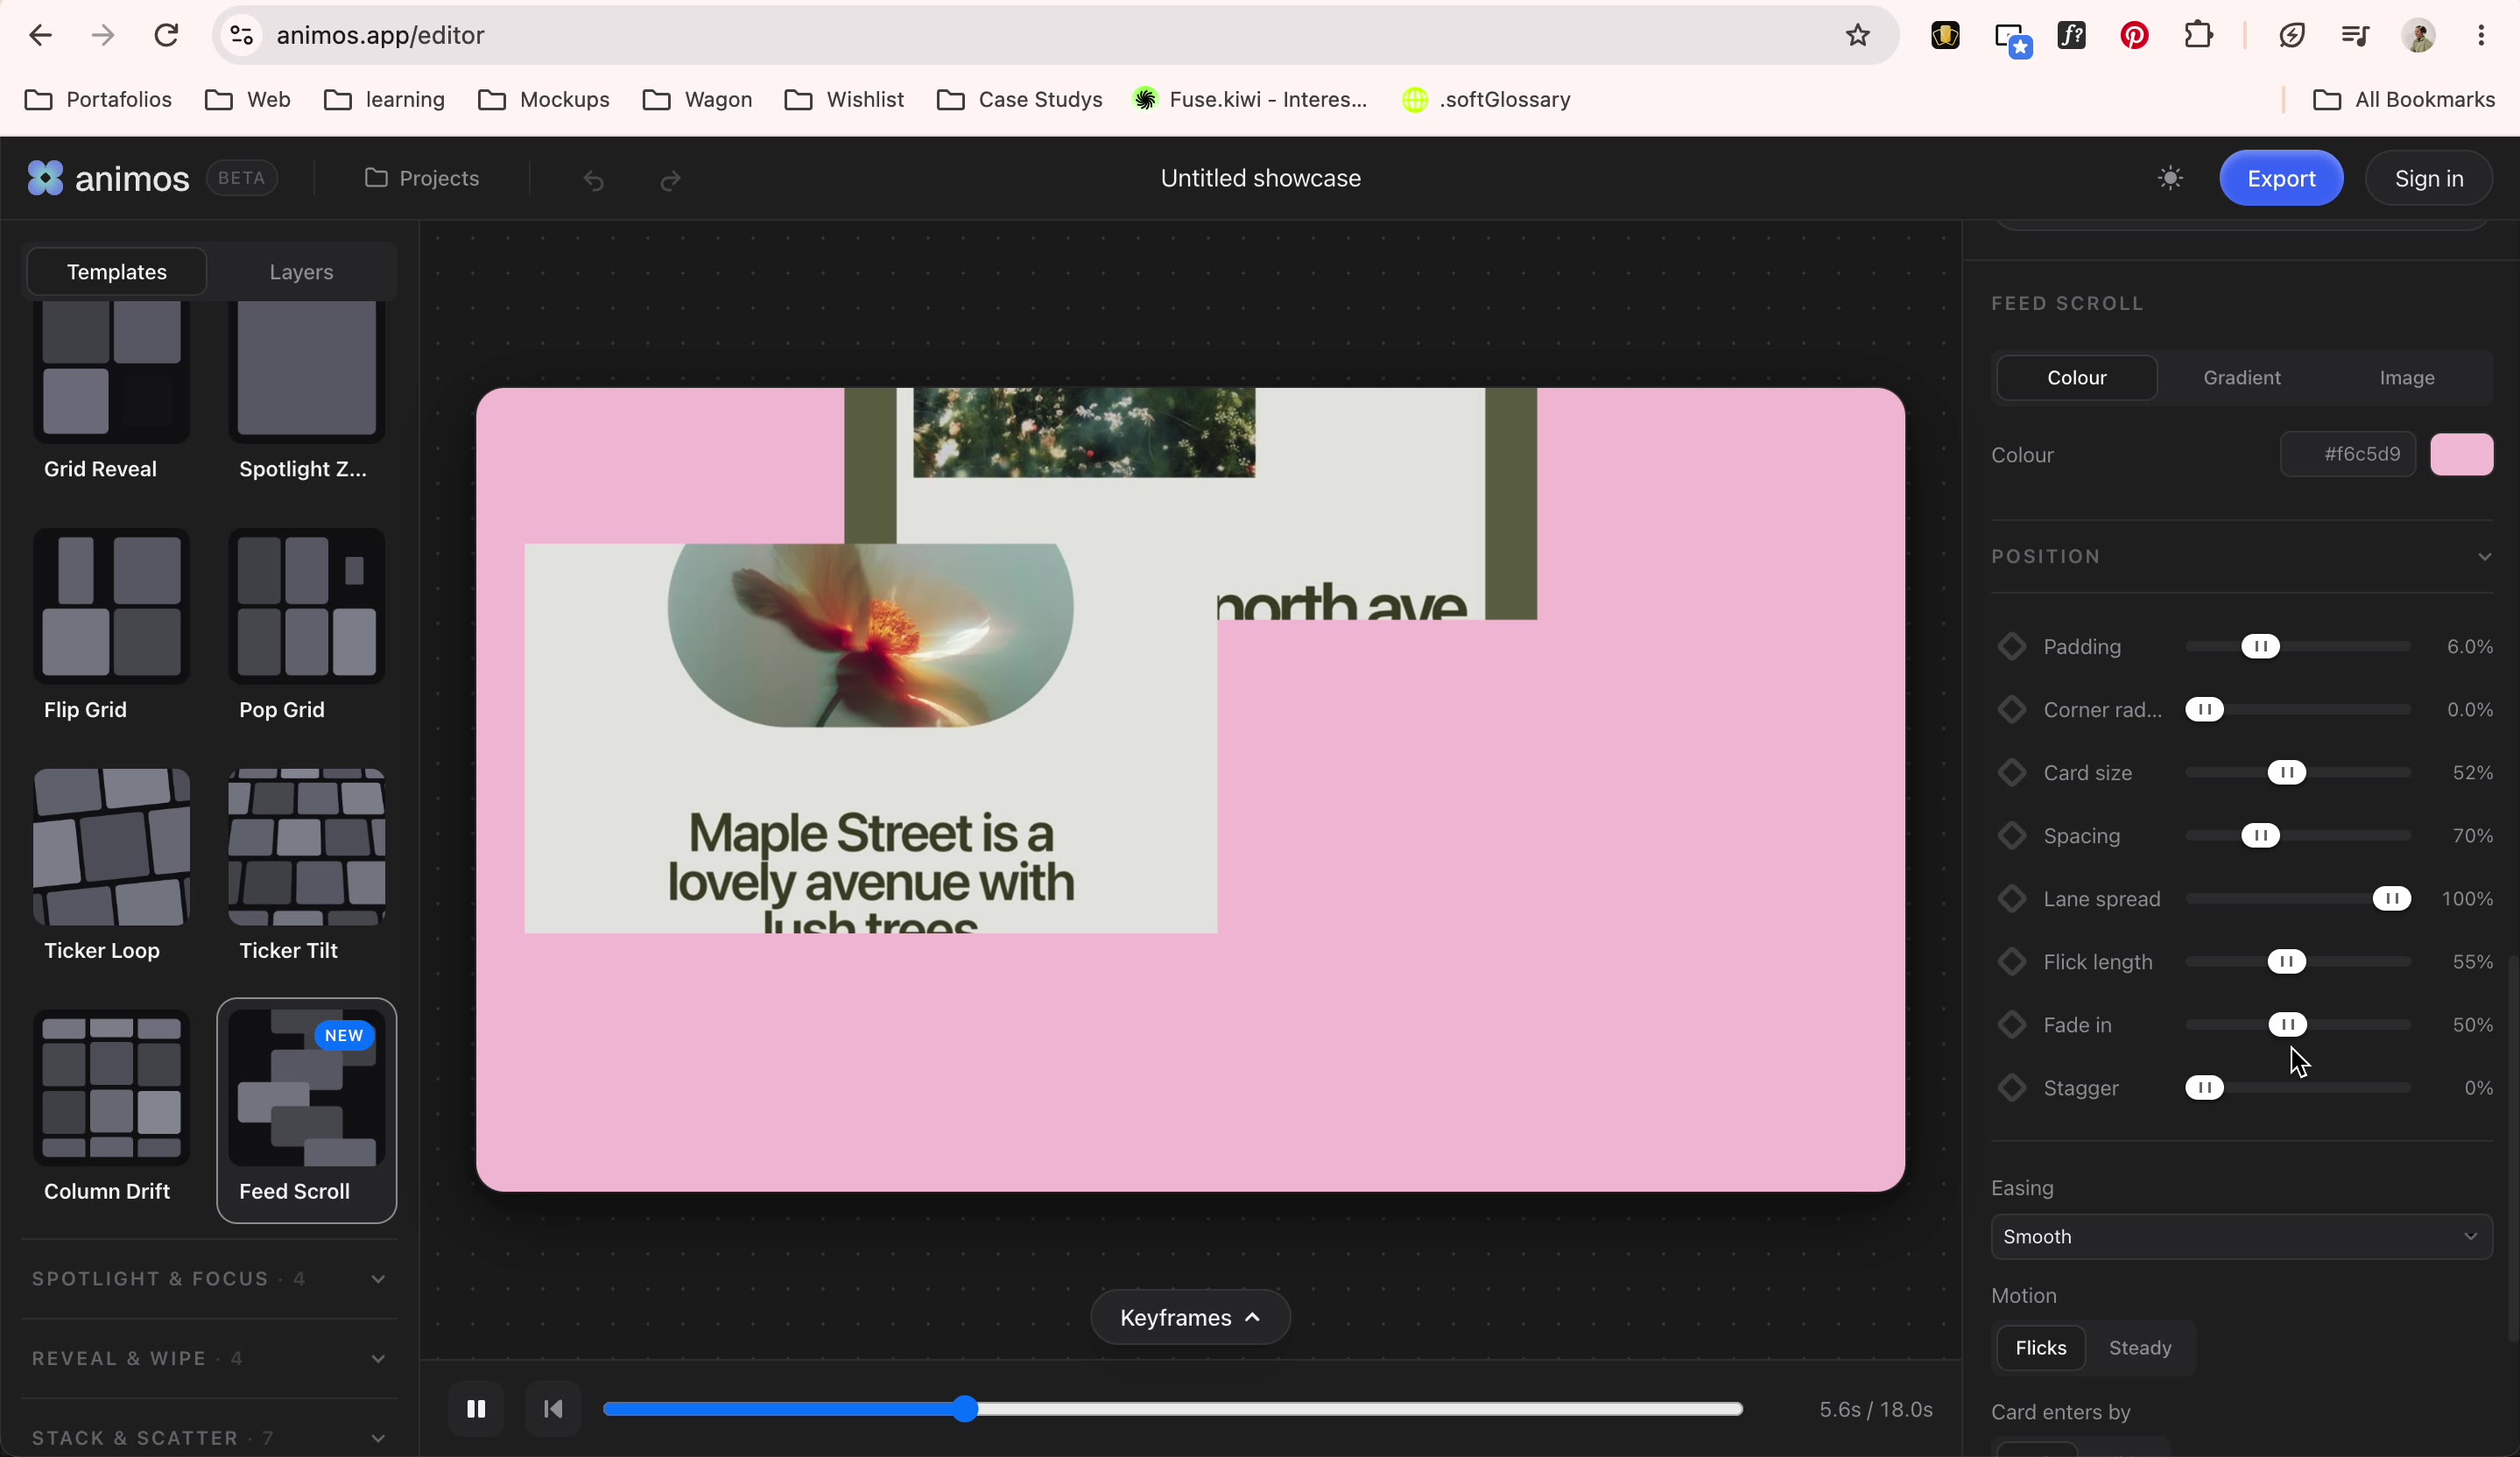 animos.app/editor
Portafolios
Web
learning
Mockups
Wagon
Wishlist
Case Studys
Fuse.kiwi - Interes...
.softGlossary
All Bookmarks
animos
BETA
Projects
Untitled showcase
Export
Sign in
Templates
Layers
Grid Reveal
Spotlight Z...
Flip Grid
Pop Grid
Ticker Loop
Ticker Tilt
Column Drift
NEW
Feed Scroll
SPOTLIGHT & FOCUS · 4
REVEAL & WIPE · 4
STACK & SCATTER · 7
north ave
Maple Street is a
lovely avenue with
lush trees
Keyframes
5.6s / 18.0s
FEED SCROLL
Colour
Gradient
Image
Colour
#f6c5d9
POSITION
Padding
6.0%
Corner rad...
0.0%
Card size
52%
Spacing
70%
Lane spread
100%
Flick length
55%
Fade in
50%
Stagger
0%
Easing
Smooth
Motion
Flicks
Steady
Card enters by